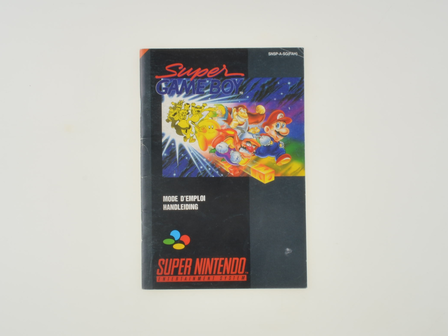 Super
GAME BOY
MODE D'EMPLOI
HANDLEIDING
SUPER NINTENDO
ENTERTAINMENT SYSTEM